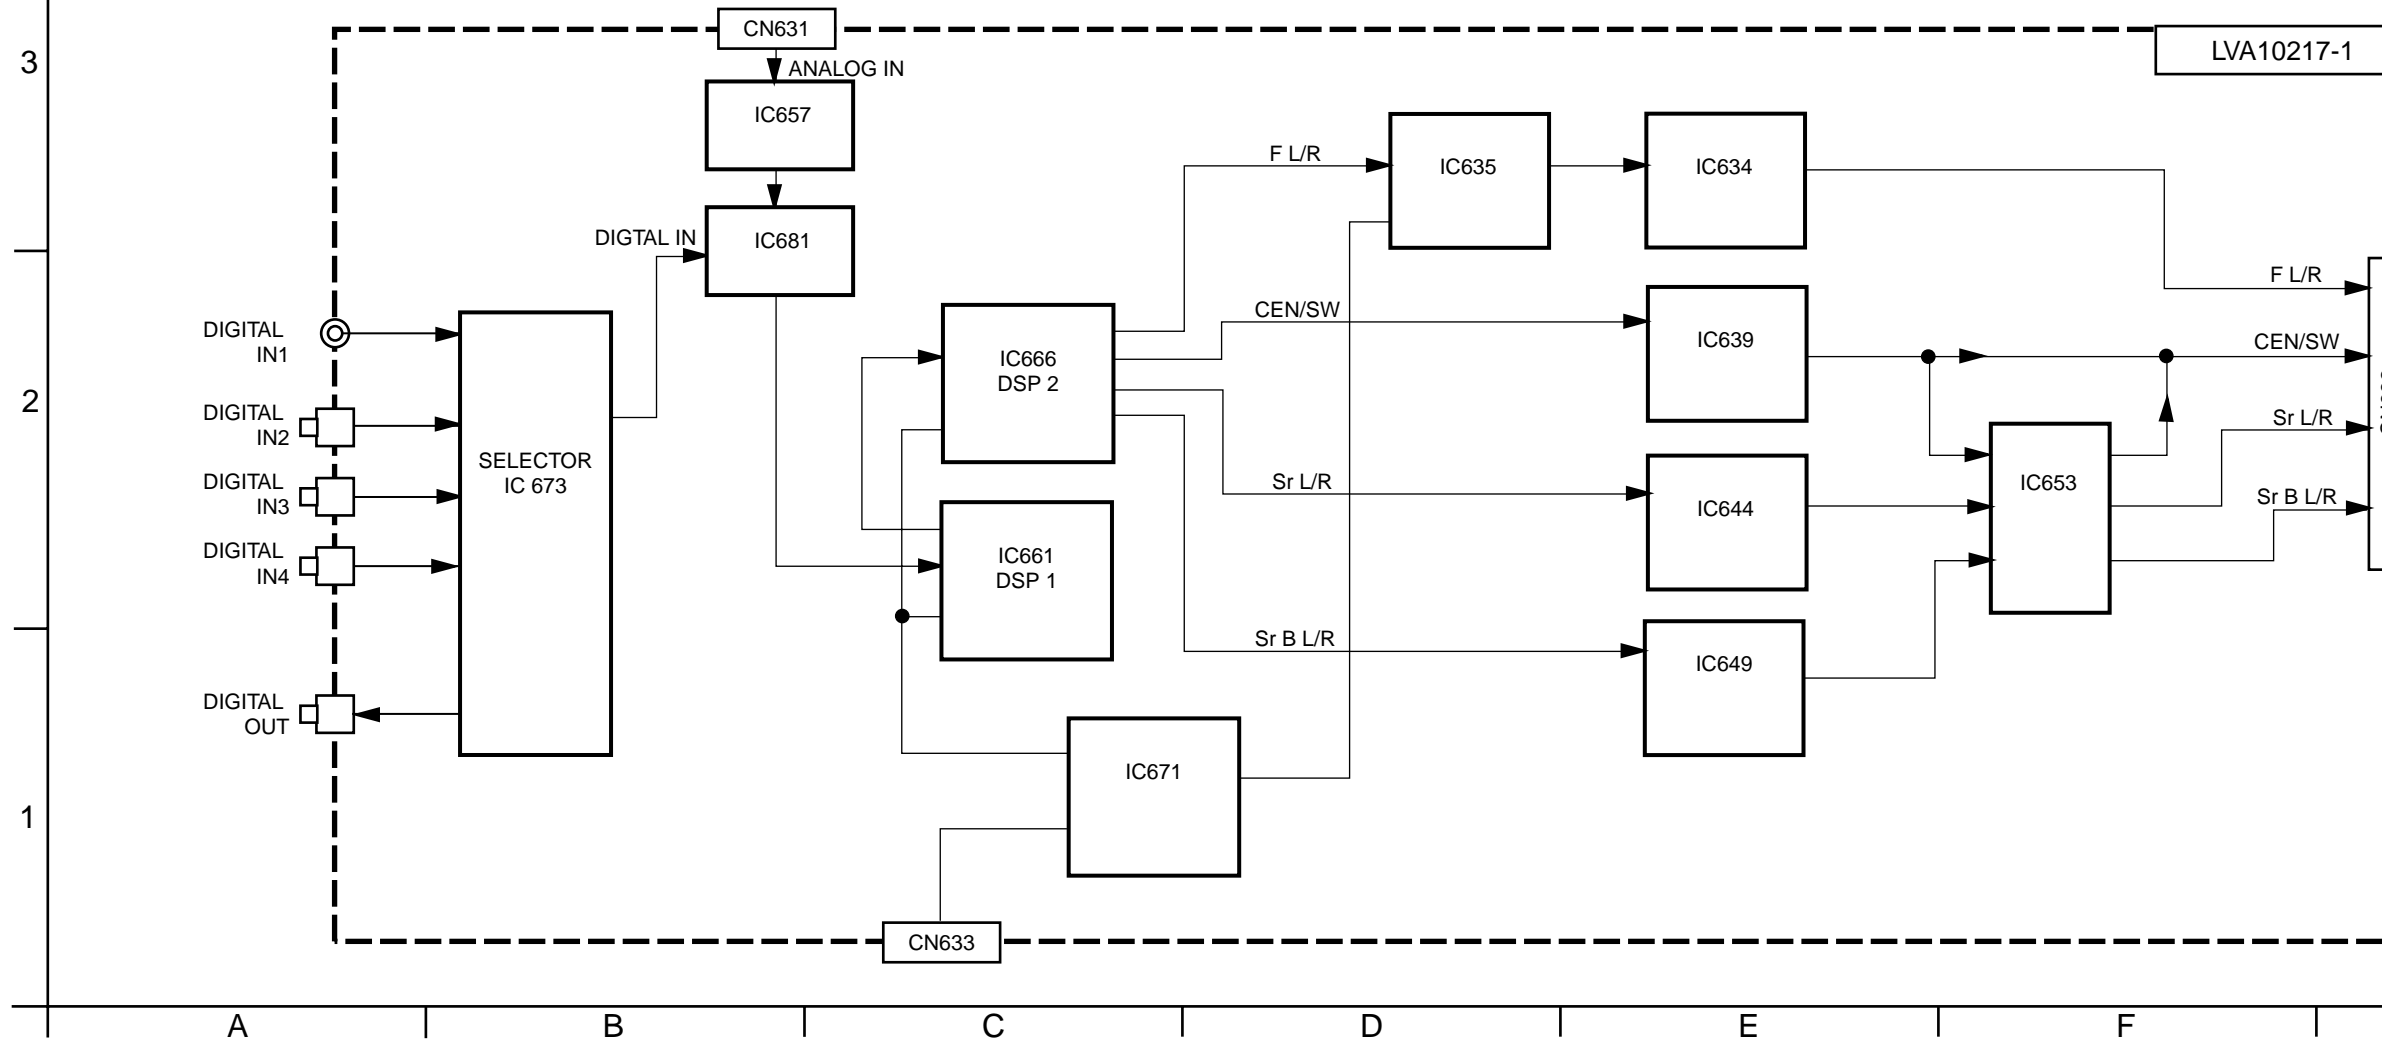 3
CN631
LVA10217-1
ANALOG IN
IC657
F L/R
IC635
IC634
DIGTAL IN
IC681
F L/R
DIGITAL
IN1
CEN/SW
IC639
CEN/SW
IC666
DSP 2
2
DIGITAL
IN2
SELECTOR
IC 673
Sr L/R
DIGITAL
IN3
Sr L/R
IC644
IC653
Sr B L/R
DIGITAL
IN4
IC661
DSP 1
Sr B L/R
IC649
DIGITAL
OUT
IC671
1
CN633
A
B
C
D
E
F